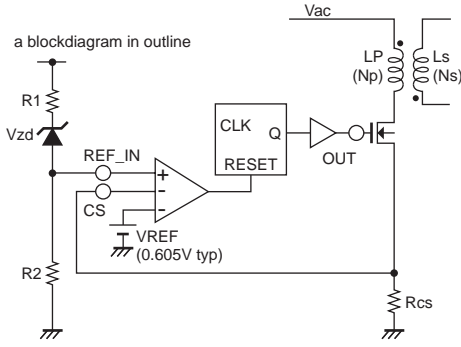 Vac
a blockdiagram in outline
LP
(Np)
Ls
(Ns)
R1
Vzd
CLK
Q
REF_IN
RESET
OUT
+
−
−
CS
VREF
(0.605V typ)
R2
Rcs